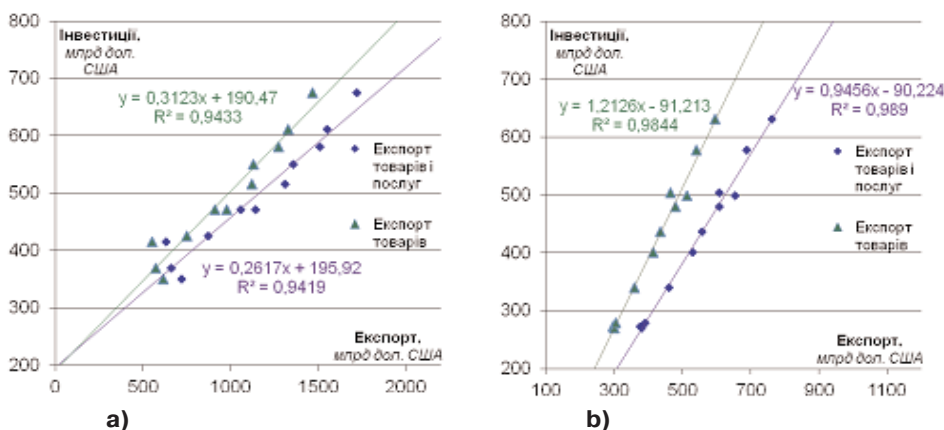 800
700
600
500
400
300
200
0
500
1000
1500
2000
Інвестиції,
млрд дол.
США
y = 0,3123x + 190,47
R² = 0,9433
Експорт
товарів і
послуг
Експорт
товарів
y = 0,2617x + 195,92
R² = 0,9419
Експорт,
млрд дол. США
a)
800
700
600
500
400
300
200
100
300
500
700
900
1100
Інвестиції,
млрд дол.
США
y = 1,2126x - 91,213
R² = 0,9844
y = 0,9456x - 90,224
R² = 0,989
Експорт
товарів і
послуг
Експорт
товарів
Експорт,
млрд дол. США
b)